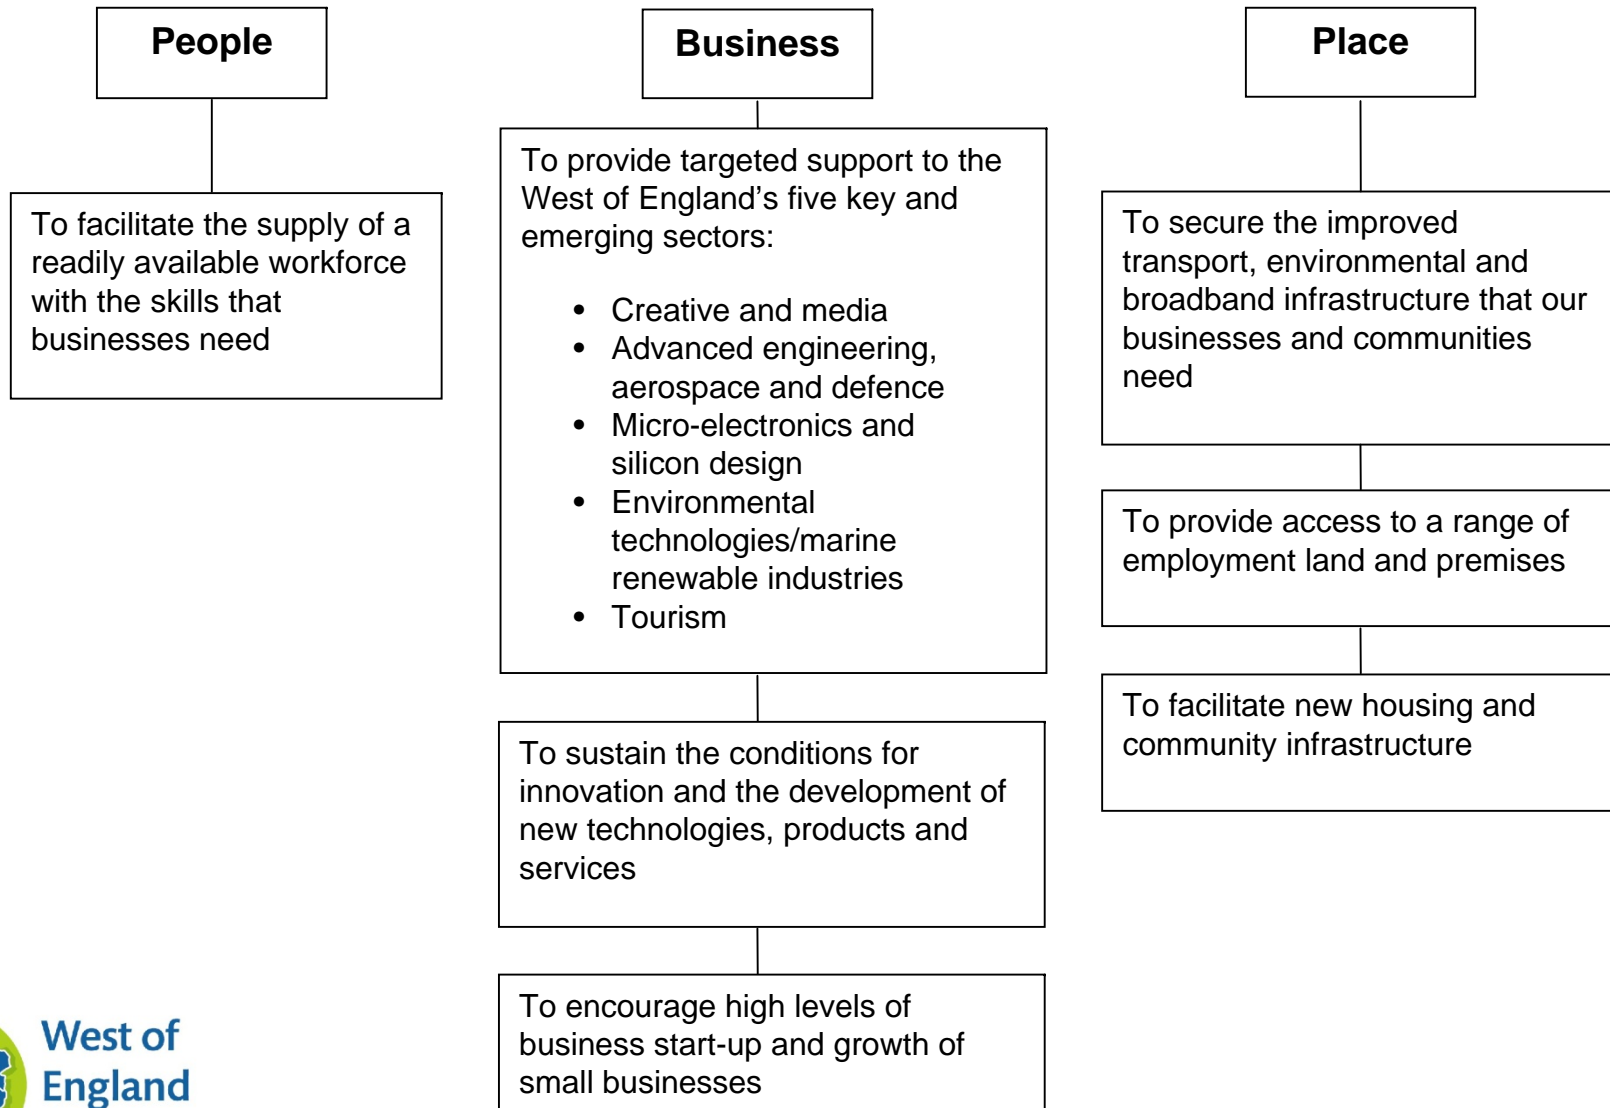 People
To facilitate the supply of a
readily available workforce
with the skills that
businesses need
Business
To provide targeted support to the
West of England’s five key and
emerging sectors:
• Creative and media
• Advanced engineering,
aerospace and defence
• Micro-electronics and
silicon design
• Environmental
technologies/marine
renewable industries
• Tourism
To sustain the conditions for
innovation and the development of
new technologies, products and
services
To encourage high levels of
business start-up and growth of
small businesses
Place
To secure the improved
transport, environmental and
broadband infrastructure that our
businesses and communities
need
To provide access to a range of
employment land and premises
To facilitate new housing and
community infrastructure
West of
England